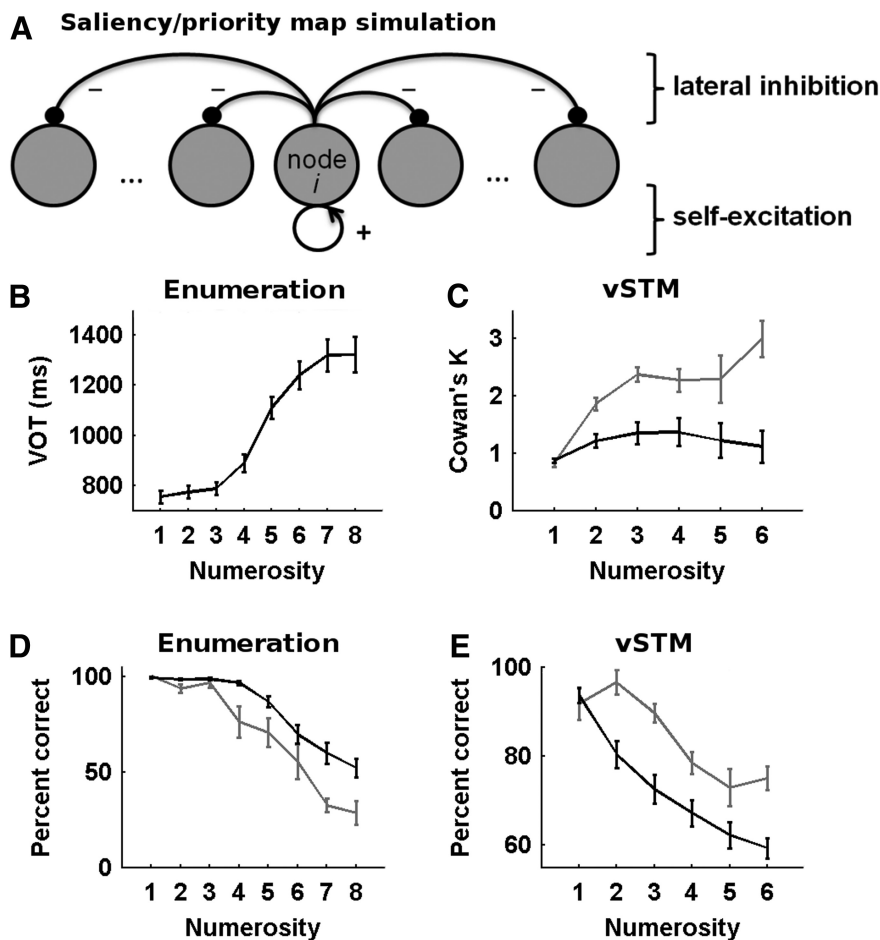 A Saliency/priority map simulation
– – – –
lateral inhibition
node
i
... ...
self-excitation
+
B Enumeration
VOT (ms)
1400
1200
1000
800
1 2 3 4 5 6 7 8
Numerosity
C vSTM
Cowan's K
3
2
1
0
1 2 3 4 5 6
Numerosity
D Enumeration
Percent correct
100
50
0
1 2 3 4 5 6 7 8
Numerosity
E vSTM
Percent correct
100
80
60
1 2 3 4 5 6
Numerosity